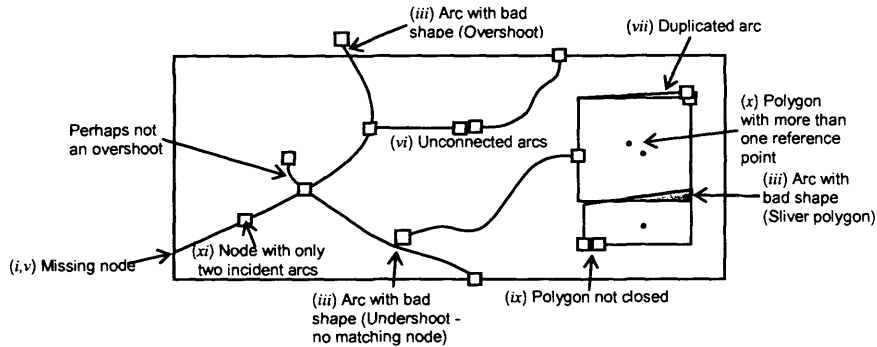 (iii) Arc with bad
shape (Overshoot)
(vii) Duplicated arc
(x) Polygon
with more than
one reference
point
Perhaps not
an overshoot
(vi) Unconnected arcs
(iii) Arc with
bad shape
(Sliver polygon)
(i,v) Missing node
(xi) Node with only
two incident arcs
(iii) Arc with bad
shape (Undershoot -
no matching node)
(ix) Polygon not closed